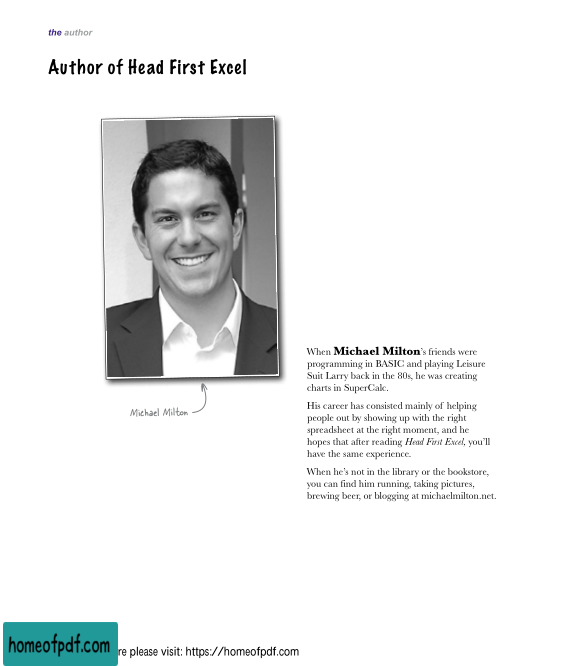 the author
Author of Head First Excel
Michael Milton
When Michael Milton's friends were
programming in BASIC and playing Leisure
Suit Larry back in the 80s, he was creating
charts in SuperCalc.
His career has consisted mainly of helping
people out by showing up with the right
spreadsheet at the right moment, and he
hopes that after reading Head First Excel, you'll
have the same experience.
When he's not in the library or the bookstore,
you can find him running, taking pictures,
brewing beer, or blogging at michaelmilton.net.
homeofpdf.com
re please visit: https://homeofpdf.com